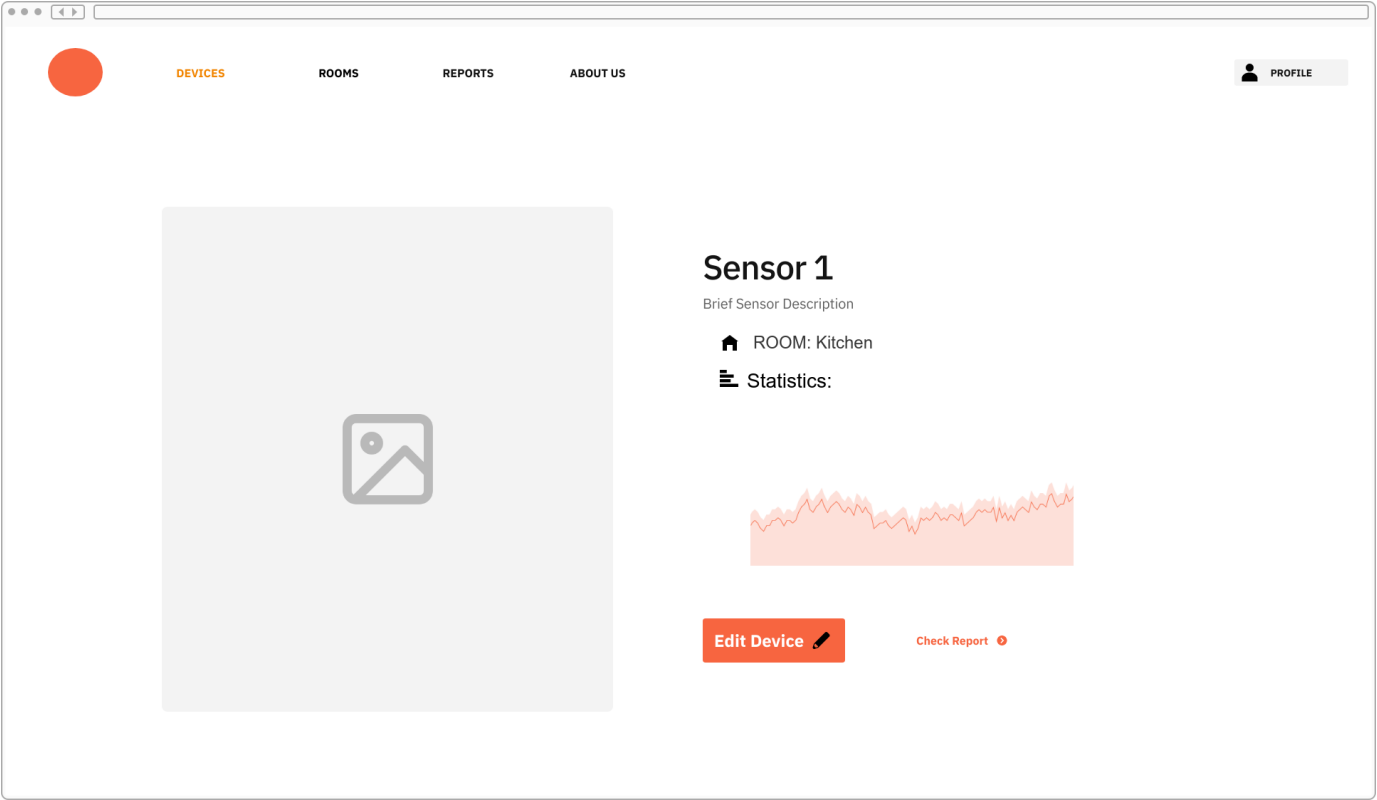 DEVICES
ROOMS
REPORTS
ABOUT US
PROFILE
Sensor 1
Brief Sensor Description
ROOM: Kitchen
Statistics:
Edit Device
Check Report